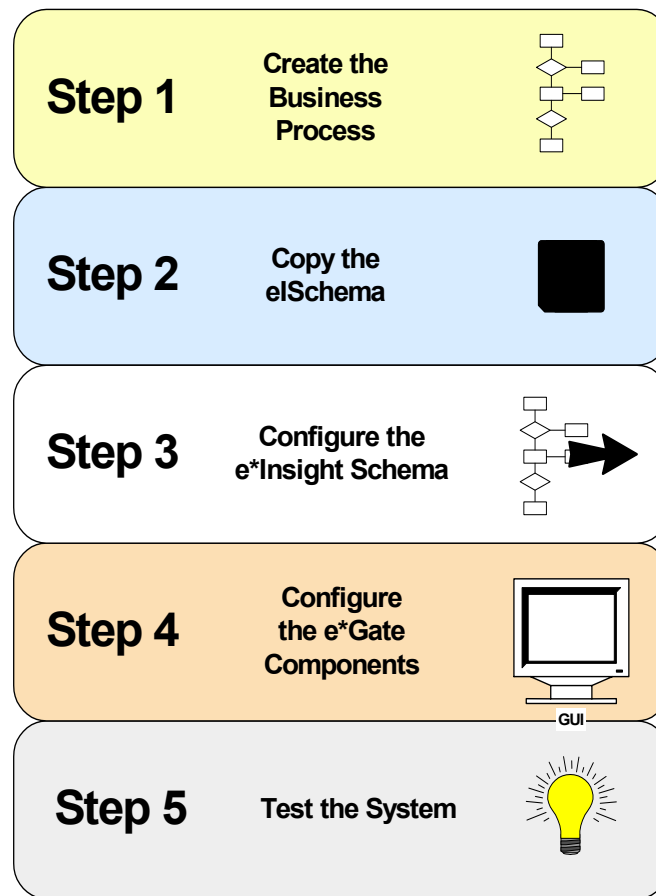 Step 1
Create the
Business
Process
Step 2
Copy the
eISchema
Step 3
Configure the
e*Insight Schema
Step 4
Configure
the e*Gate
Components
GUI
Step 5
Test the System